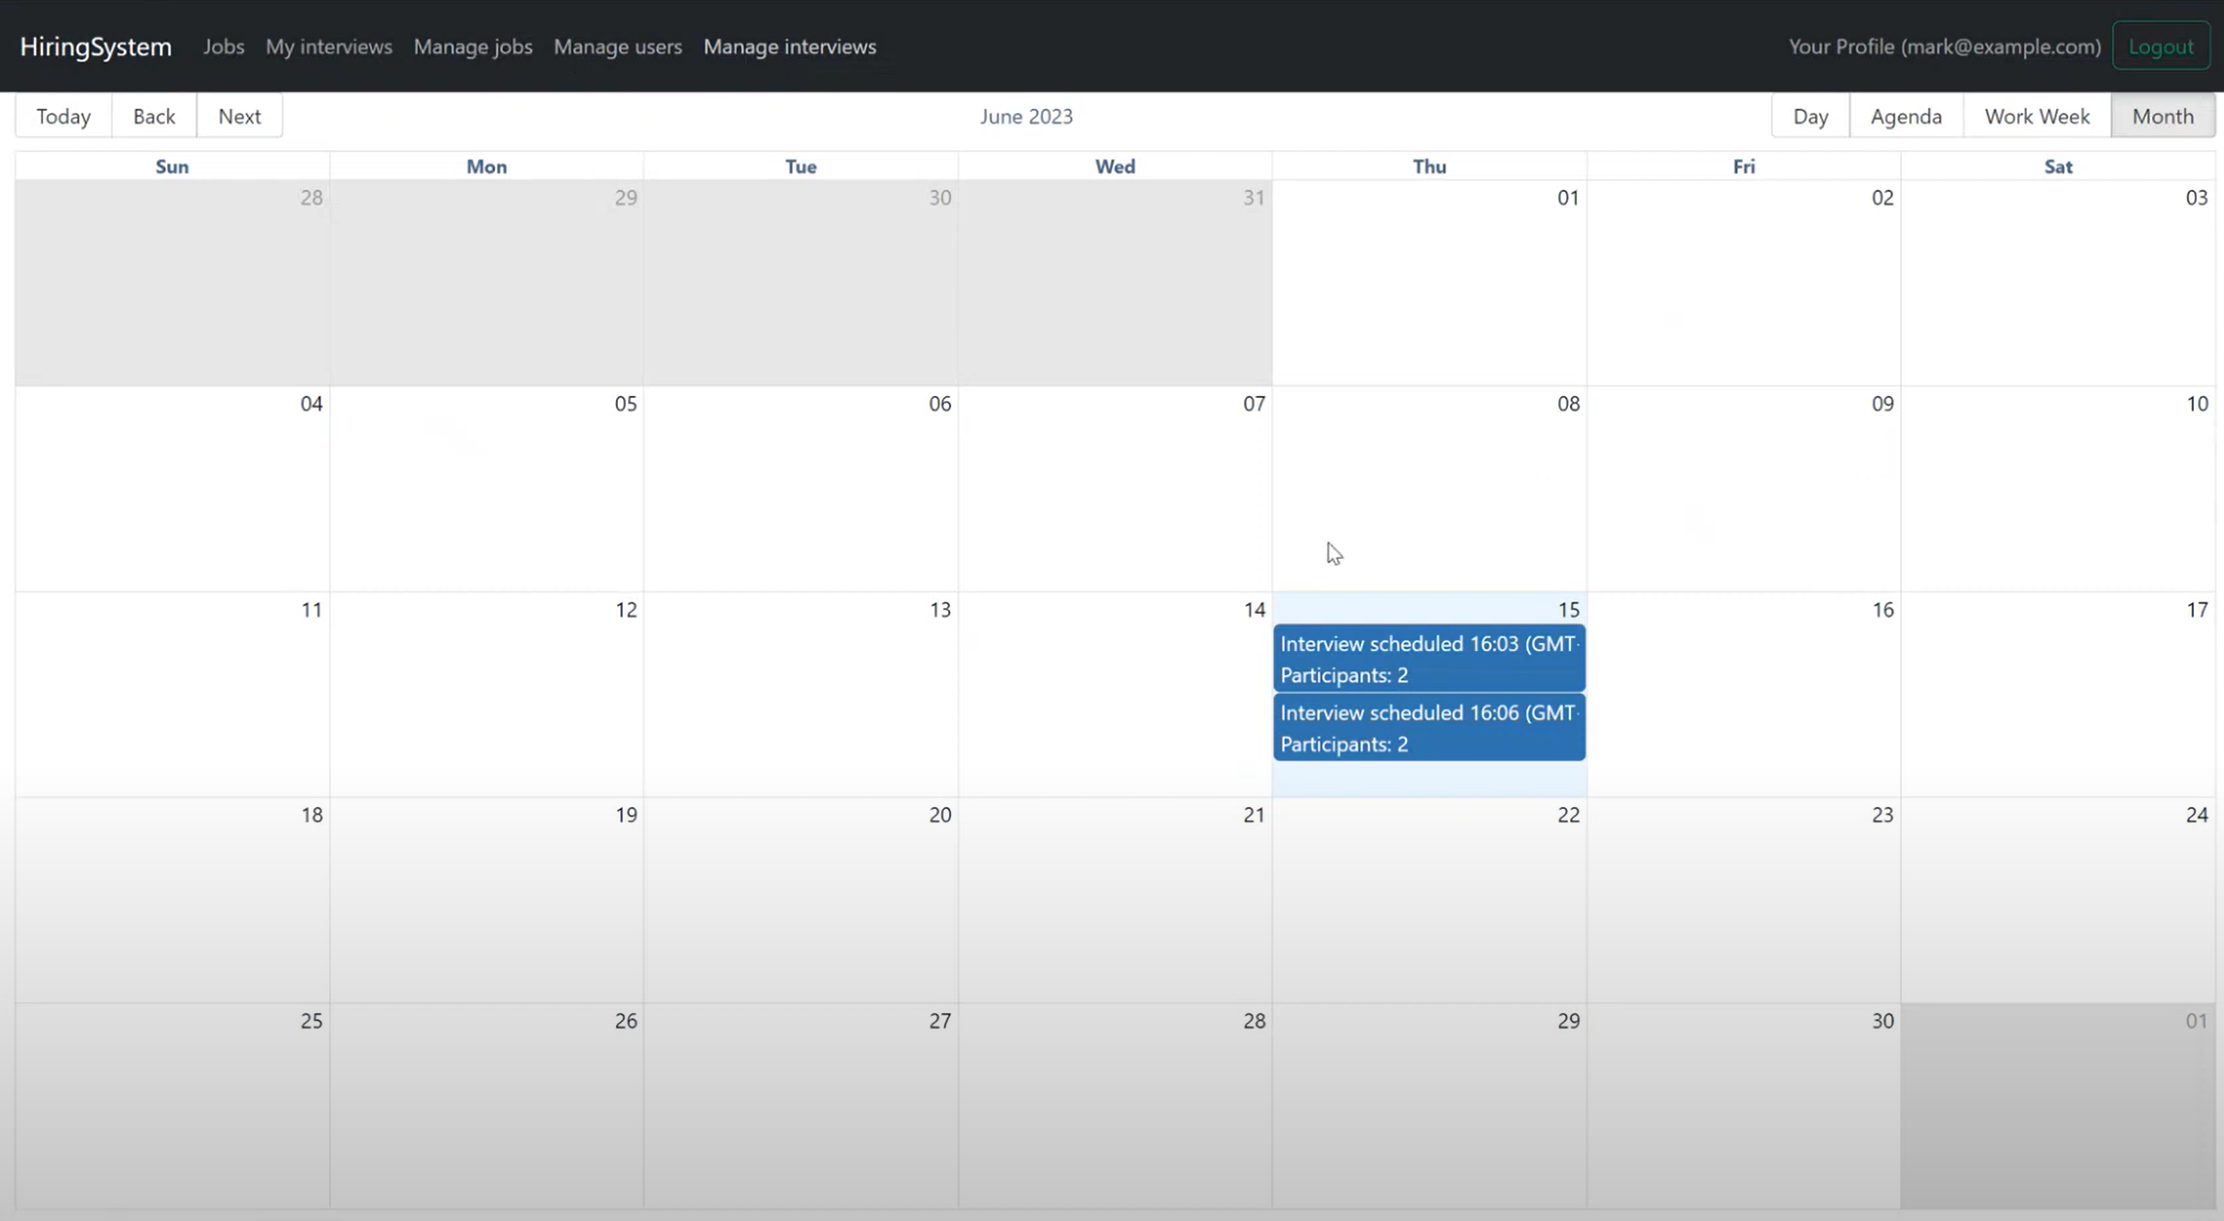 HiringSystem Jobs My interviews Manage jobs Manage users Manage interviews Your Profile (mark@example.com) Logout
Today Back Next June 2023 Day Agenda Work Week Month
Sun Mon Tue Wed Thu Fri Sat
28 29 30 31 01 02 03
04 05 06 07 08 09 10
11 12 13 14 15 16 17
Interview scheduled 16:03 (GMT-
Participants: 2
Interview scheduled 16:06 (GMT-
Participants: 2
18 19 20 21 22 23 24
25 26 27 28 29 30 01